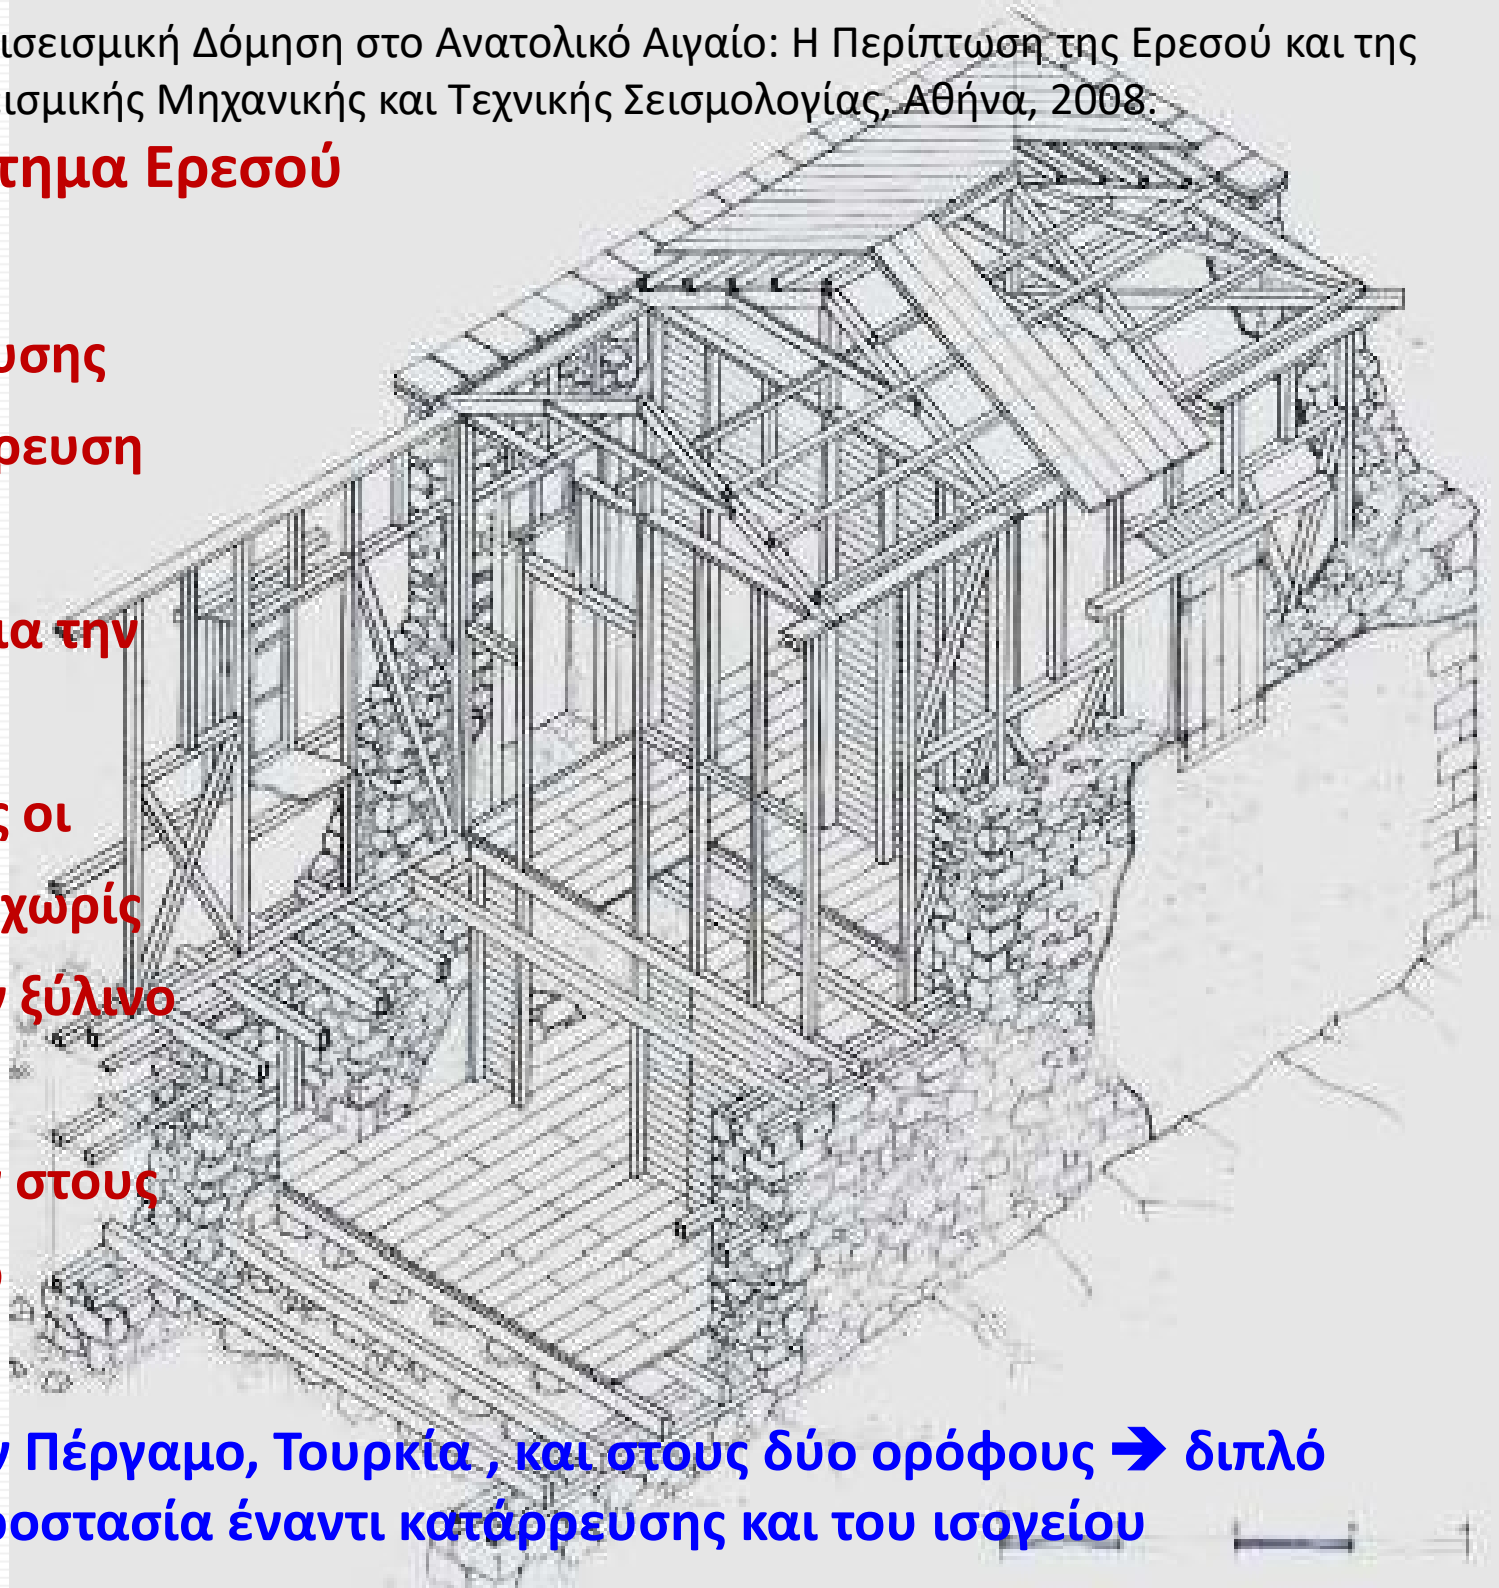 ισεισμική Δόμηση στο Ανατολικό Αιγαίο: Η Περίπτωση της Ερεσού και της
ισμικής Μηχανικής και Τεχνικής Σεισμολογίας, Αθήνα, 2008.
τημα Ερεσού
υσης
ρευση
ια την
ς οι
χωρίς
ν ξύλινο
ν στους
υ
ν Πέργαμο, Τουρκία , και στους δύο ορόφους ➔ διπλό
ροστασία έναντι κατάρρευσης και του ισογείου